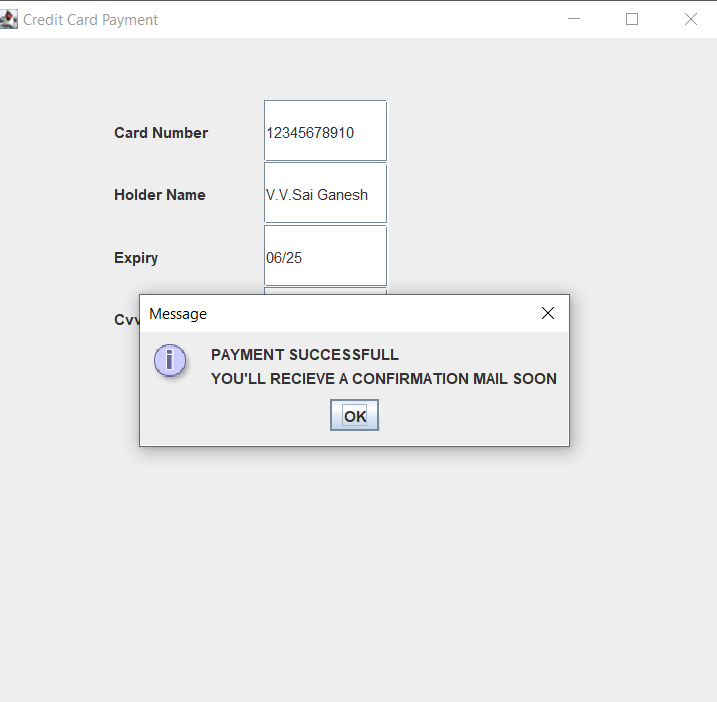 Credit Card Payment
Card Number 12345678910
Holder Name V.V.Sai Ganesh
Expiry 06/25
Cvv
Message
i
PAYMENT SUCCESSFULL
YOU'LL RECIEVE A CONFIRMATION MAIL SOON
OK